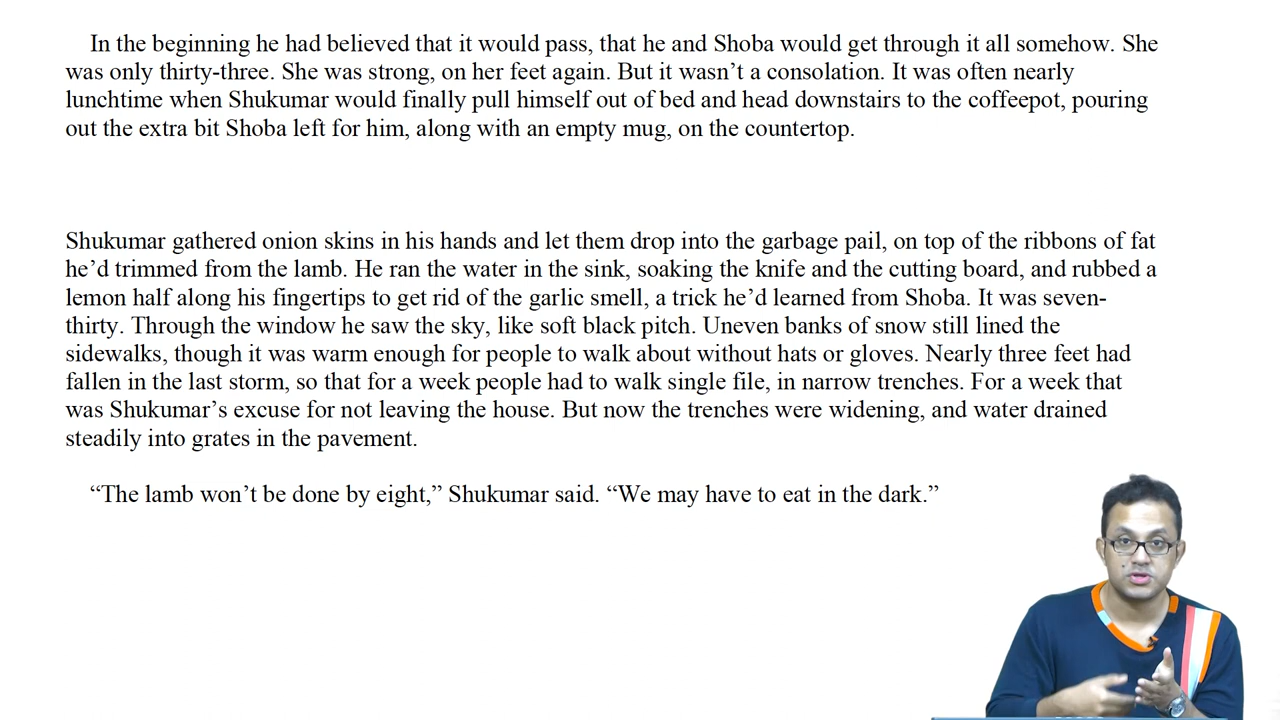 In the beginning he had believed that it would pass, that he and Shoba would get through it all somehow. She
was only thirty-three. She was strong, on her feet again. But it wasn’t a consolation. It was often nearly
lunchtime when Shukumar would finally pull himself out of bed and head downstairs to the coffeepot, pouring
out the extra bit Shoba left for him, along with an empty mug, on the countertop.
Shukumar gathered onion skins in his hands and let them drop into the garbage pail, on top of the ribbons of fat
he’d trimmed from the lamb. He ran the water in the sink, soaking the knife and the cutting board, and rubbed a
lemon half along his fingertips to get rid of the garlic smell, a trick he’d learned from Shoba. It was seven-
thirty. Through the window he saw the sky, like soft black pitch. Uneven banks of snow still lined the
sidewalks, though it was warm enough for people to walk about without hats or gloves. Nearly three feet had
fallen in the last storm, so that for a week people had to walk single file, in narrow trenches. For a week that
was Shukumar’s excuse for not leaving the house. But now the trenches were widening, and water drained
steadily into grates in the pavement.
“The lamb won’t be done by eight,” Shukumar said. “We may have to eat in the dark.”